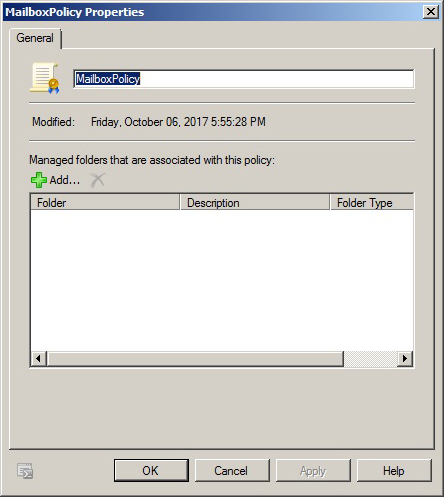 MailboxPolicy Properties
General
MailboxPolicy
Modified: Friday, October 06, 2017 5:55:28 PM
Managed folders that are associated with this policy:
Add...
Folder Description Folder Type
OK Cancel Apply Help